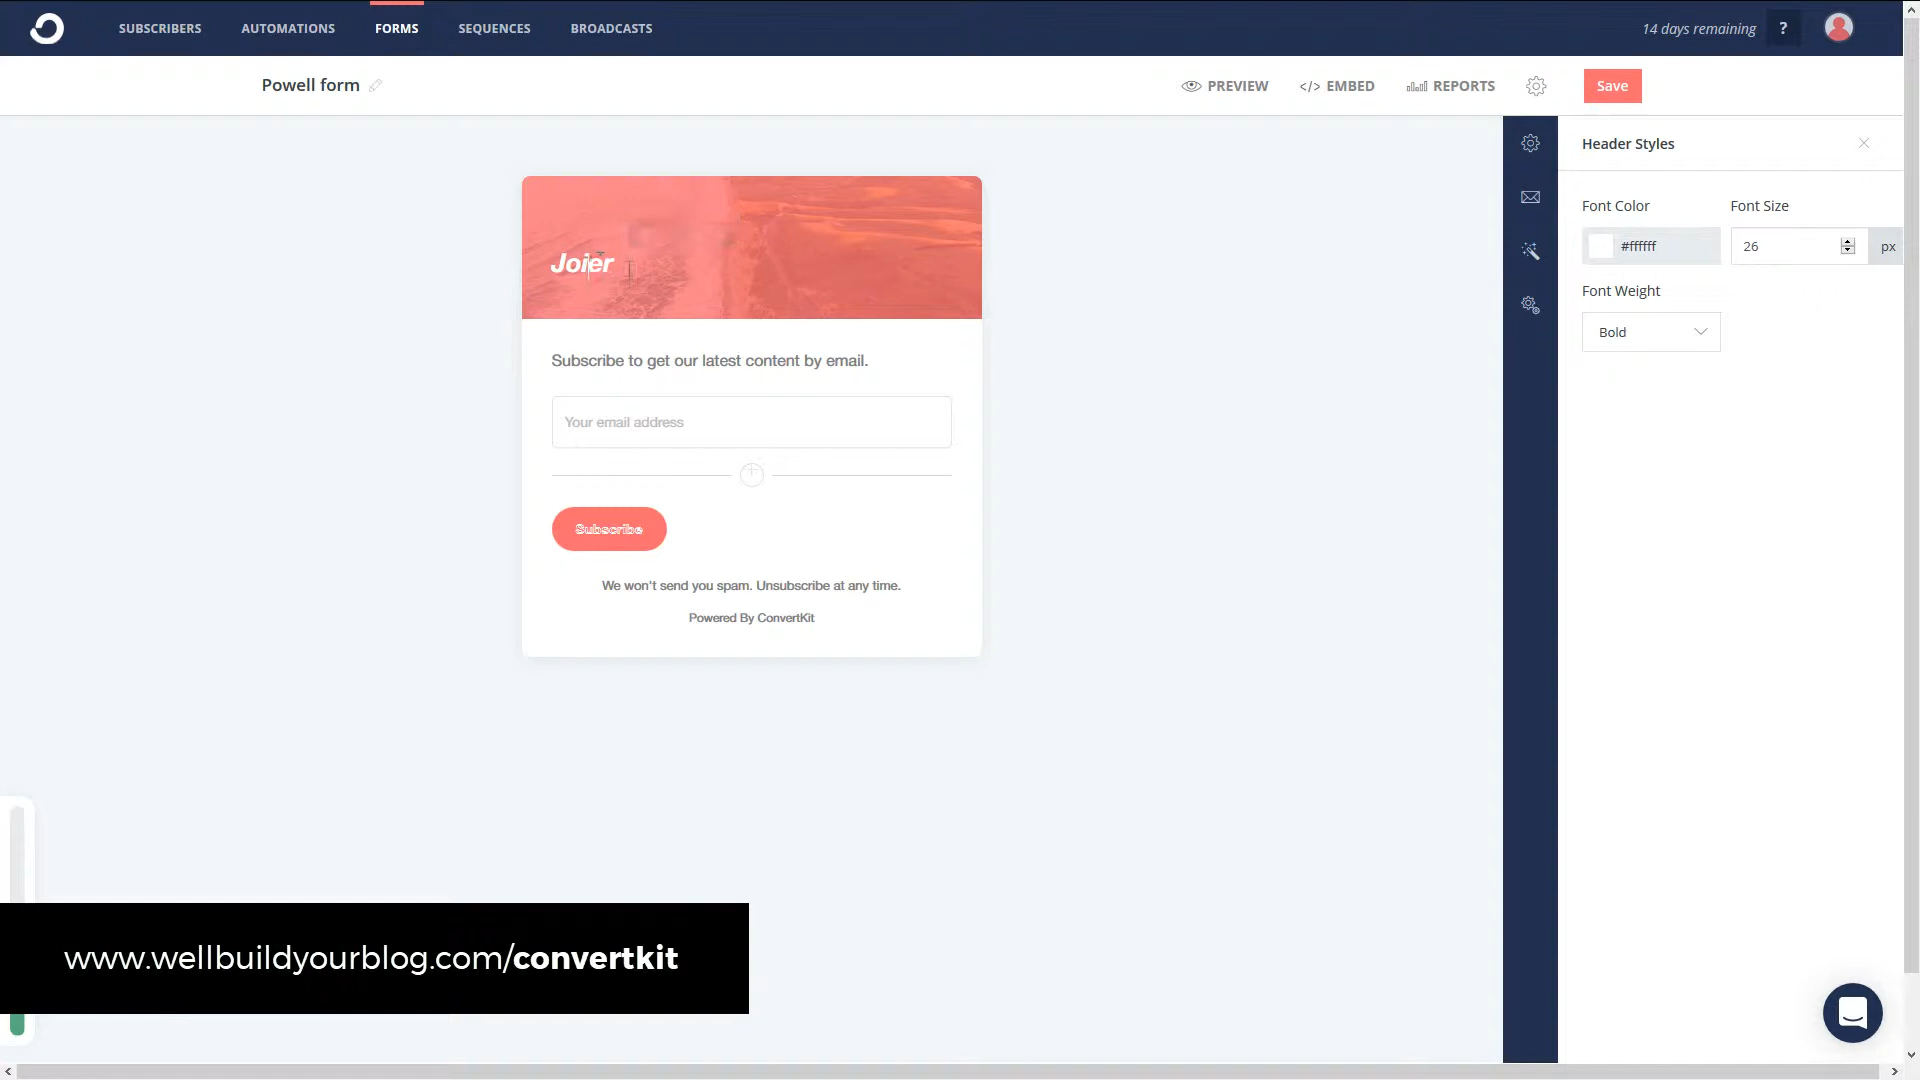 SUBSCRIBERS AUTOMATIONS FORMS SEQUENCES BROADCASTS 14 days remaining ?
Powell form PREVIEW </> EMBED REPORTS Save
Header Styles
Font Color Font Size
#ffffff 26 px
Font Weight
Bold
Joier
Subscribe to get our latest content by email.
Your email address
Subscribe
We won't send you spam. Unsubscribe at any time.
Powered By ConvertKit
www.wellbuildyourblog.com/convertkit